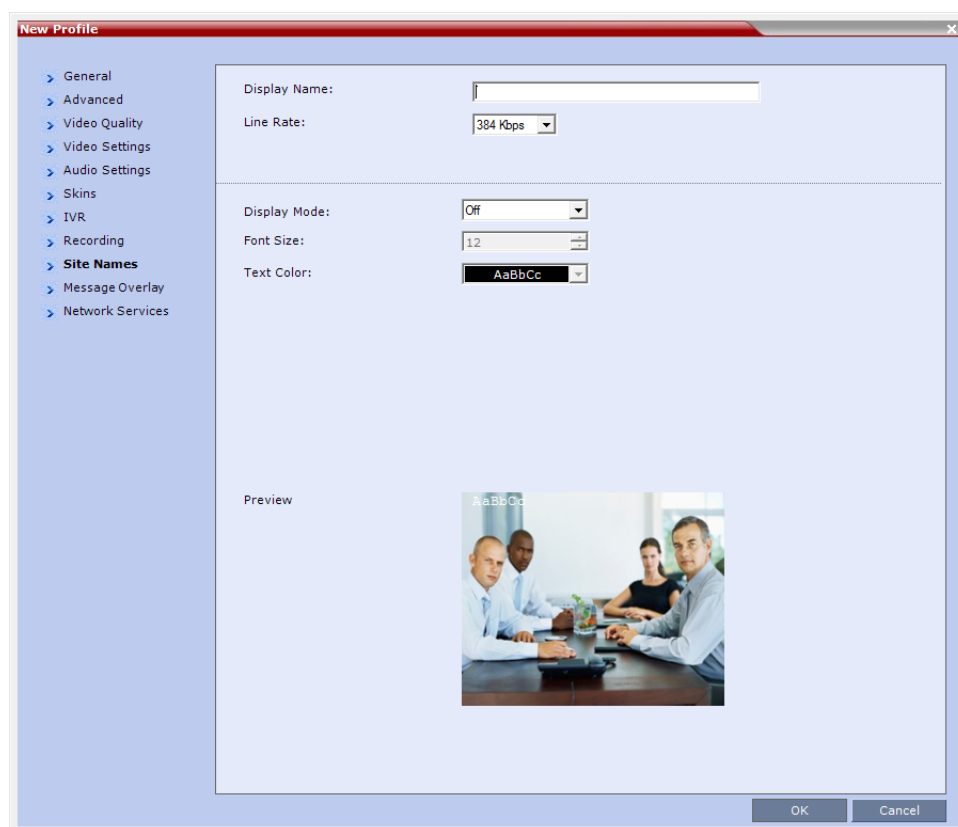 New Profile
General
Advanced
Video Quality
Video Settings
Audio Settings
Skins
IVR
Recording
Site Names
Message Overlay
Network Services
Display Name:
Line Rate: 384 Kbps
Display Mode: Off
Font Size: 12
Text Color: AaBbCc
Preview
AaBbCc
OK Cancel